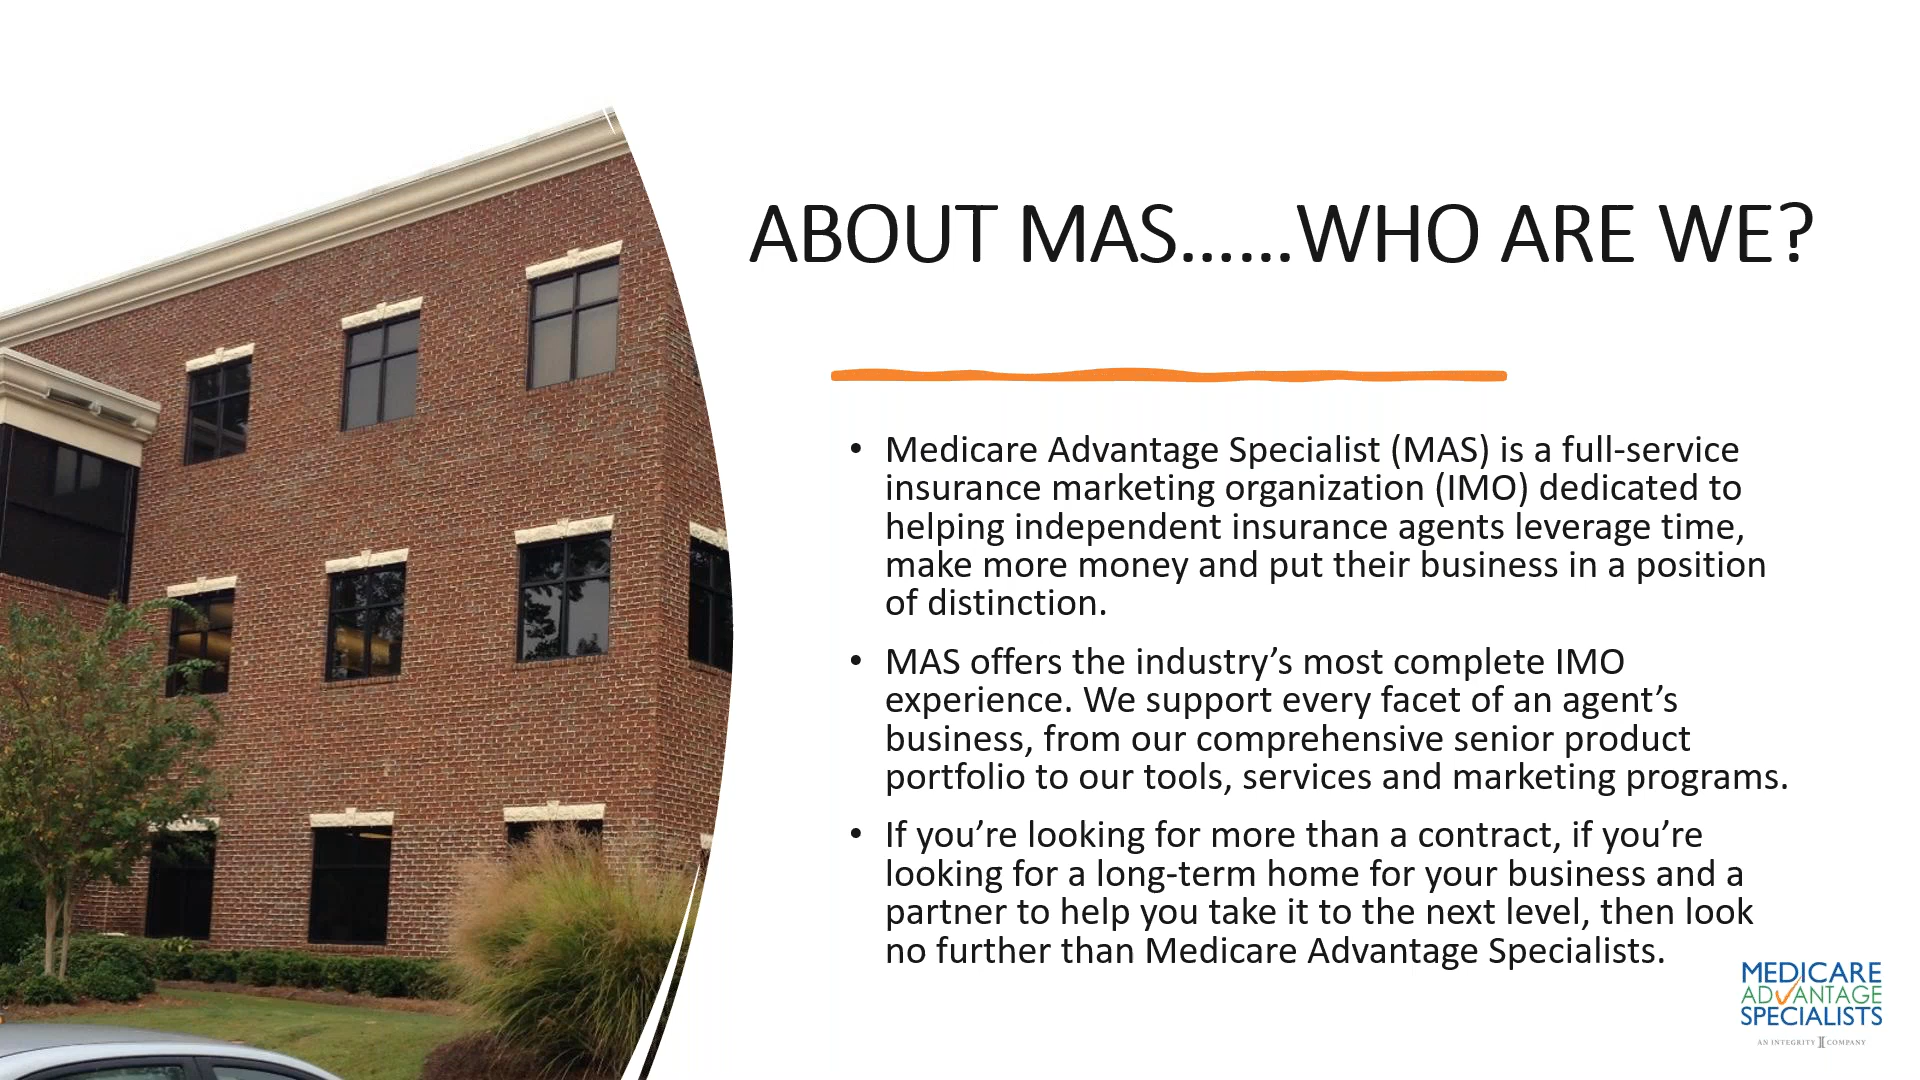 ABOUT MAS......WHO ARE WE?
• Medicare Advantage Specialist (MAS) is a full-service
insurance marketing organization (IMO) dedicated to
helping independent insurance agents leverage time,
make more money and put their business in a position
of distinction.
• MAS offers the industry’s most complete IMO
experience. We support every facet of an agent’s
business, from our comprehensive senior product
portfolio to our tools, services and marketing programs.
• If you’re looking for more than a contract, if you’re
looking for a long-term home for your business and a
partner to help you take it to the next level, then look
no further than Medicare Advantage Specialists.
MEDICARE
ADVANTAGE
SPECIALISTS
AN INTEGRITY COMPANY